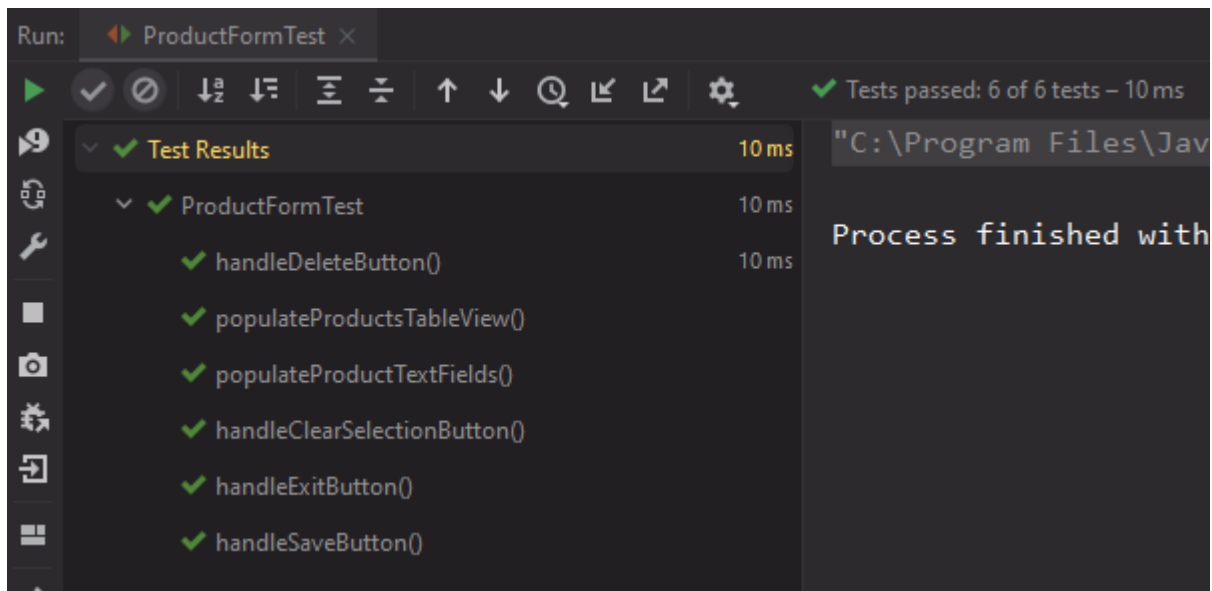 Run: ProductFormTest
Tests passed: 6 of 6 tests – 10 ms
Test Results 10 ms
ProductFormTest 10 ms
handleDeleteButton() 10 ms
populateProductsTableView()
populateProductTextFields()
handleClearSelectionButton()
handleExitButton()
handleSaveButton()
"C:\Program Files\Jav
Process finished with